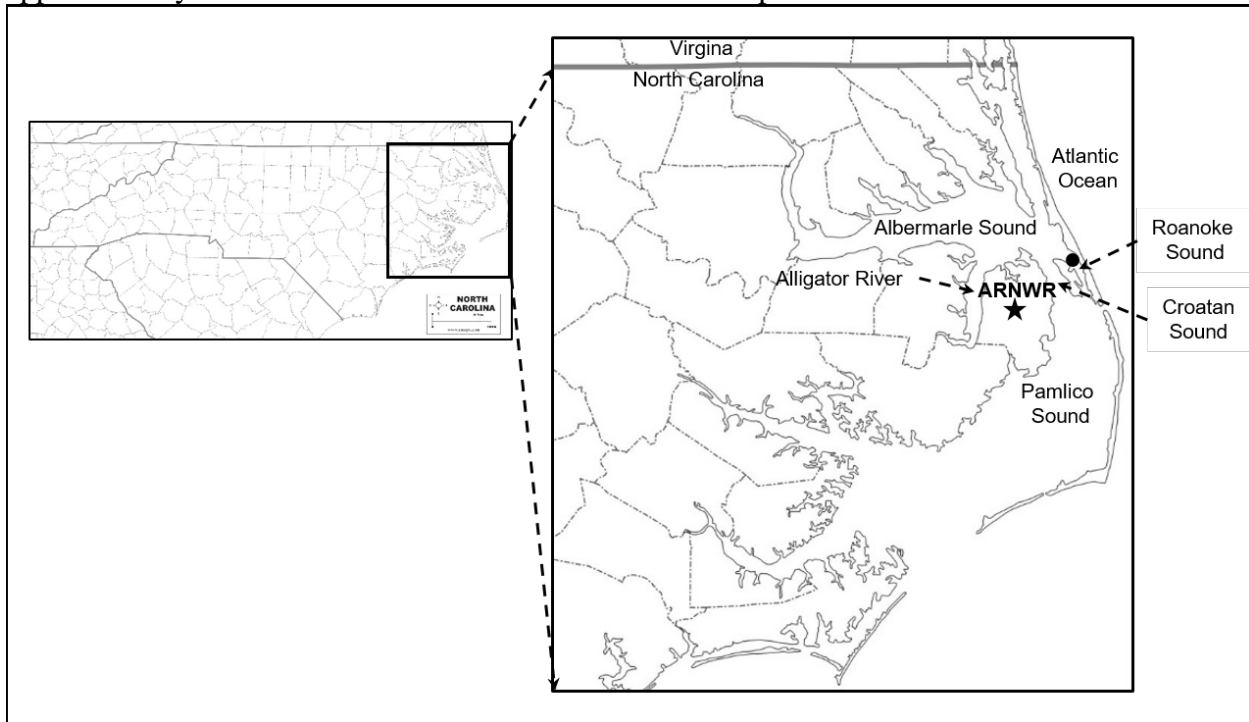 Virgina
North Carolina
Atlantic
Ocean
Albermarle Sound
Roanoke
Sound
Alligator River
ARNWR
Croatan
Sound
Pamlico
Sound
NORTH
CAROLINA